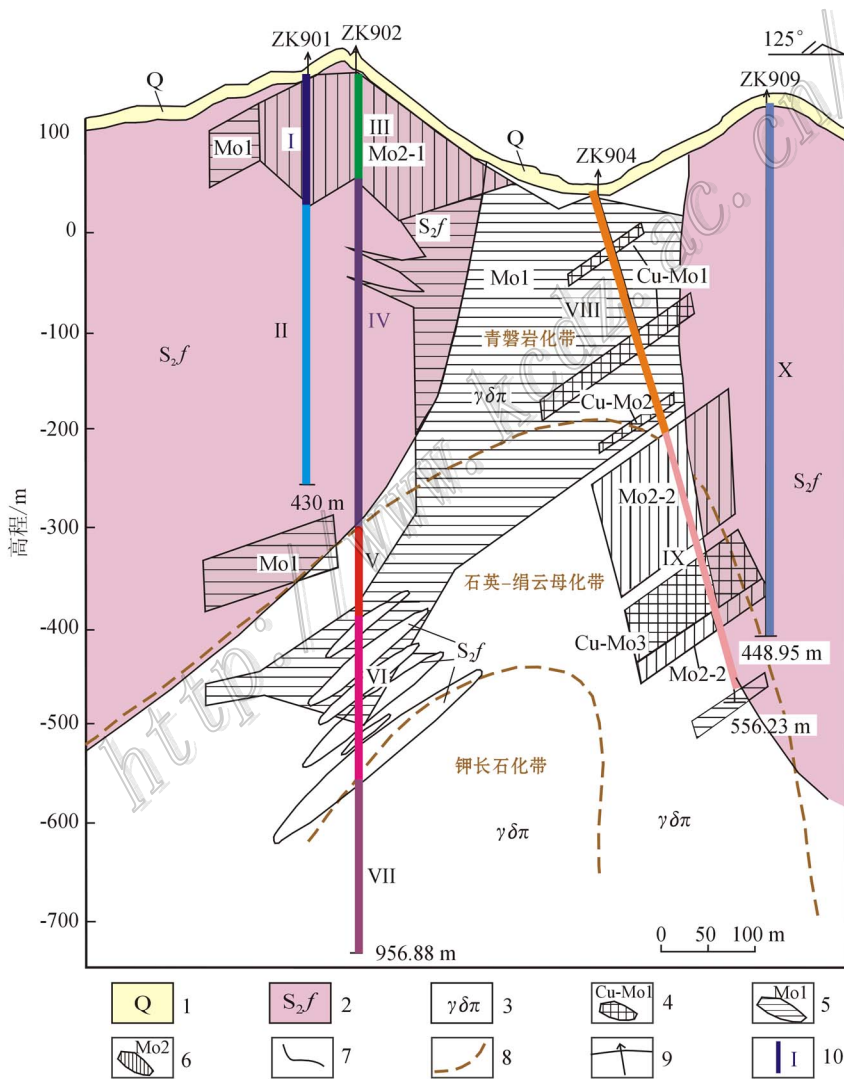 ZK901
ZK902
125°
Q
ZK909
100
I
III
Q
ZK904
Mo1
Mo2-1
S₂f
0
Mo1
Cu-Mo1
II
IV
VIII
-100
青磐岩化带
S₂f
X
γδπ
Cu-Mo2
-200
430 m
Mo2-2
S₂f
高程/m
-300
Mo1
V
IX
石英-绢云母化带
-400
S₂f
Cu-Mo3
448.95 m
VI
Mo2-2
-500
556.23 m
钾长石化带
-600
γδπ
γδπ
VII
-700
0 50 100 m
956.88 m
Q 1
S₂f 2
γδπ 3
Cu-Mo1 4
Mo1 5
Mo2 6
7
8
9
I 10
http://www.kcdz.ac.cn/